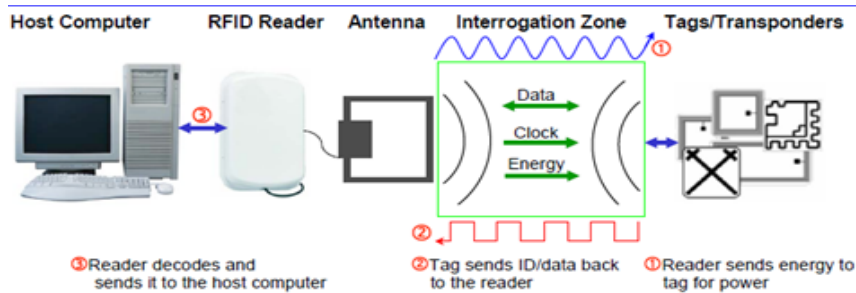 Host Computer
RFID Reader
Antenna
Interrogation Zone
Tags/Transponders
①
③
Data
Clock
Energy
②
③Reader decodes and
sends it to the host computer
②Tag sends ID/data back
to the reader
①Reader sends energy to
tag for power